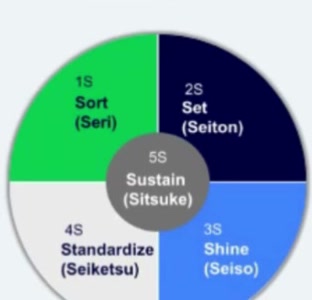 1S
Sort
(Seri)
2S
Set
(Seiton)
5S
Sustain
(Sitsuke)
4S
Standardize
(Seiketsu)
3S
Shine
(Seiso)